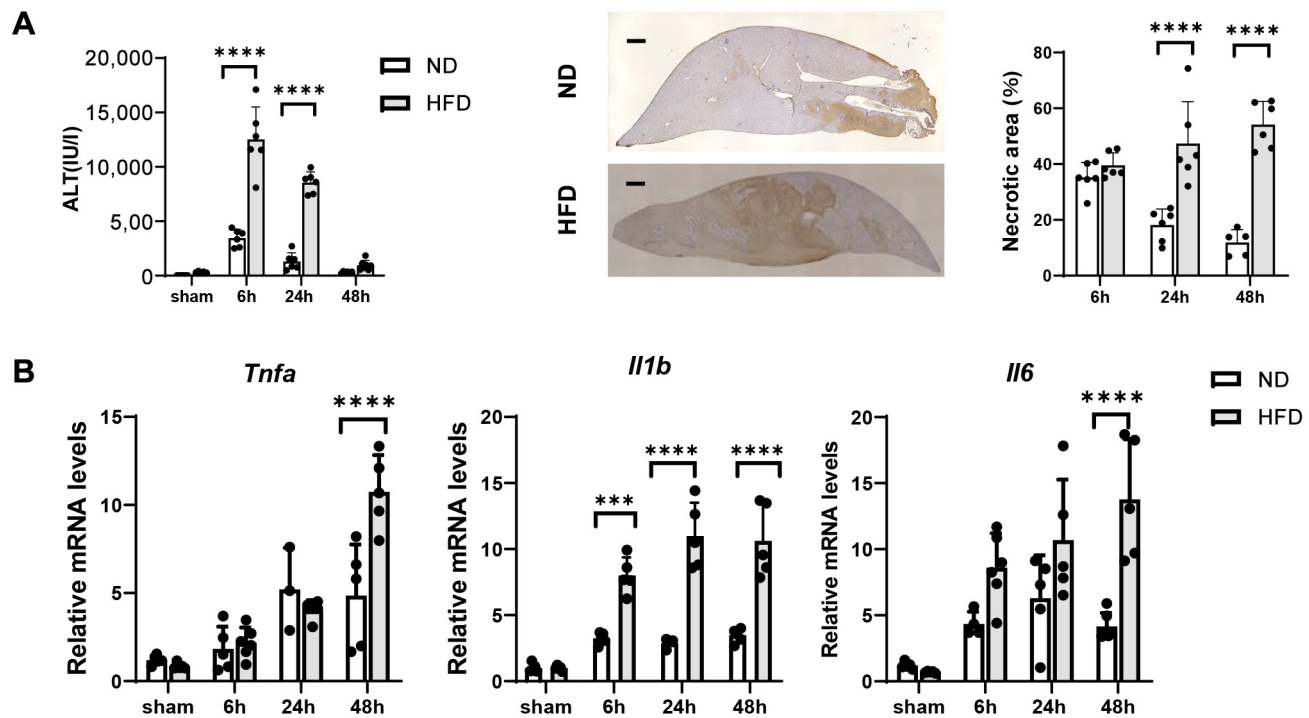 A
ALT(IU/I)
20,000
15,000
10,000
5,00
0
sham
6h
24h
48h
****
****
ND
HFD
ND
HFD
Necrotic area (%)
80
60
40
20
0
6h
24h
48h
****
****
B
Tnfa
Relative mRNA levels
15
10
5
0
sham
6h
24h
48h
****
Il1b
Relative mRNA levels
20
15
10
5
0
sham
6h
24h
48h
***
****
****
Il6
Relative mRNA levels
20
15
10
5
0
sham
6h
24h
48h
****
ND
HFD